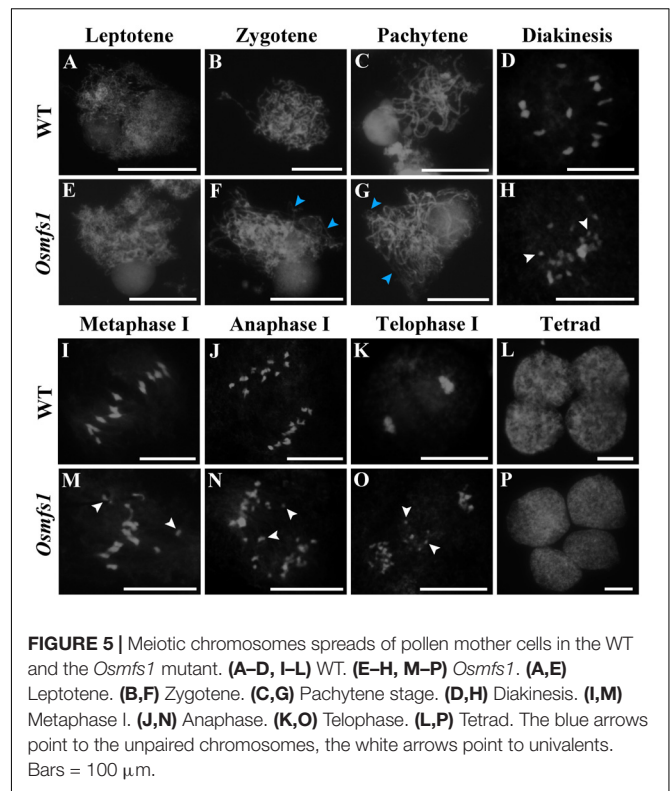 Leptotene Zygotene Pachytene Diakinesis
WT
A B C D
Osmfs1
E F G H
Metaphase I Anaphase I Telophase I Tetrad
WT
I J K L
Osmfs1
M N O P
FIGURE 5 | Meiotic chromosomes spreads of pollen mother cells in the WT
and the Osmfs1 mutant. (A–D, I–L) WT. (E–H, M–P) Osmfs1. (A,E)
Leptotene. (B,F) Zygotene. (C,G) Pachytene stage. (D,H) Diakinesis. (I,M)
Metaphase I. (J,N) Anaphase. (K,O) Telophase. (L,P) Tetrad. The blue arrows
point to the unpaired chromosomes, the white arrows point to univalents.
Bars = 100 μm.